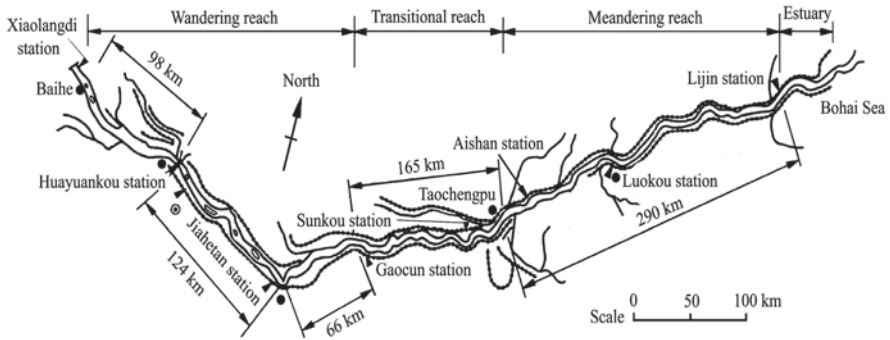 Wandering reach
Transitional reach
Meandering reach
Estuary
Xiaolangdi
station
98 km
North
Lijin station
Baihe
Bohai Sea
Aishan station
165 km
Huayuankou station
Taochengpu
Luokou station
Sunkou station
290 km
Jiahetan station
124 km
Gaocun station
66 km
0 50 100 km
Scale